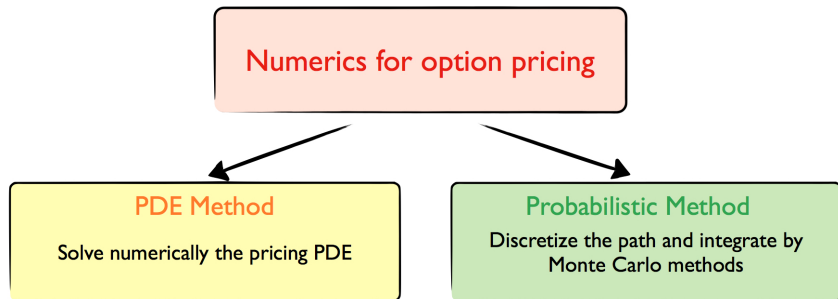 Numerics for option pricing
PDE Method
Solve numerically the pricing PDE
Probabilistic Method
Discretize the path and integrate by
Monte Carlo methods